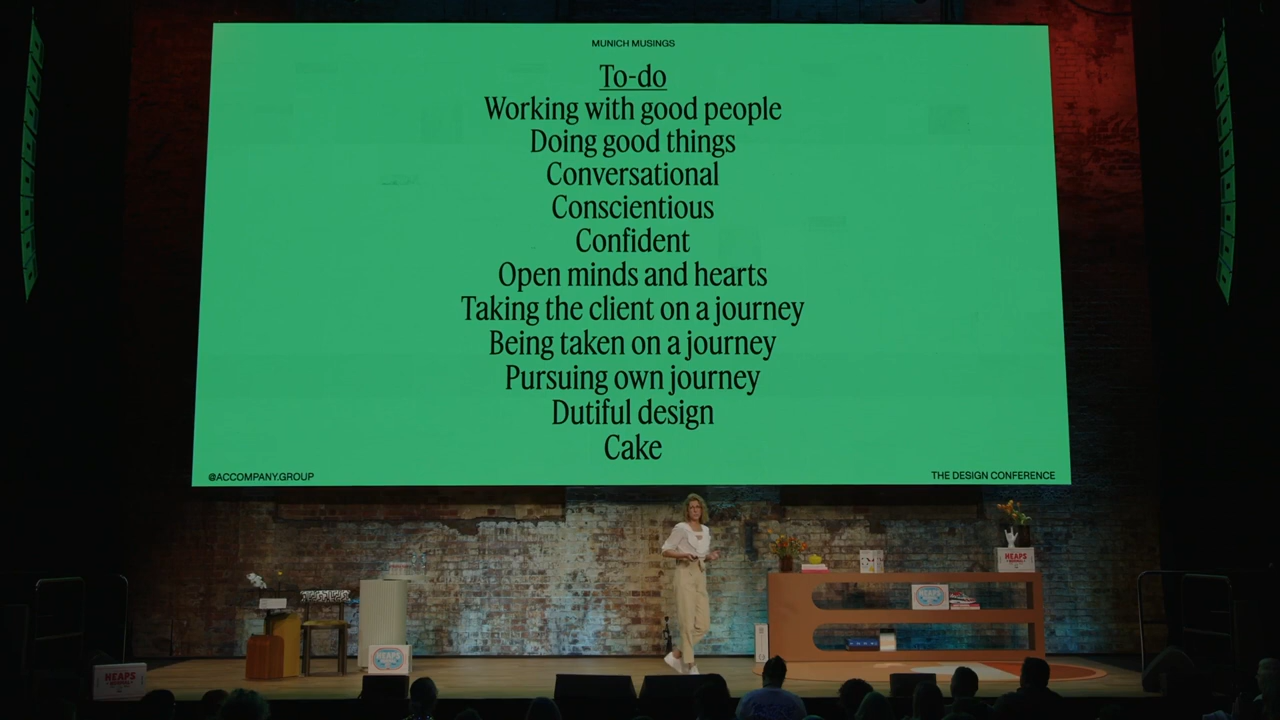 MUNICH MUSINGS
To-do
Working with good people
Doing good things
Conversational
Conscientious
Confident
Open minds and hearts
Taking the client on a journey
Being taken on a journey
Pursuing own journey
Dutiful design
Cake
@ACCOMPANY.GROUP
THE DESIGN CONFERENCE
HEAPS
HEAPS